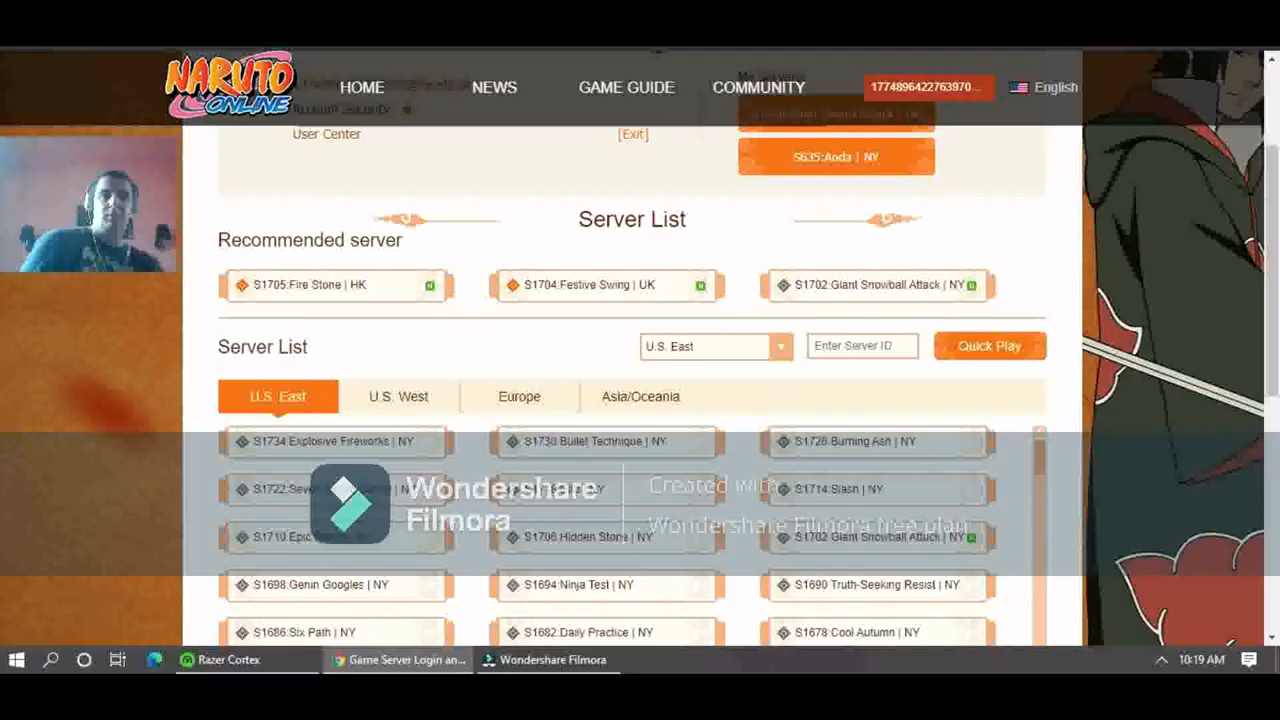 NARUTO
ONLINE
HOME
NEWS
GAME GUIDE
COMMUNITY
1774896422763970...
English
Account Security
User Center
[Exit]
S635:Aoda | NY
Server List
Recommended server
S1705:Fire Stone | HK
S1704:Festive Swing | UK
S1702:Giant Snowball Attack | NY
Server List
U.S. East
Enter Server ID
Quick Play
U.S. East
U.S. West
Europe
Asia/Oceania
S1734:Explosive Fireworks | NY
S1730:Bullet Technique | NY
S1726:Burning Ash | NY
S1722:
S1714:Slash | NY
Wondershare
Filmora
Created with
Wondershare Filmora free plan
S1710:Epic
S1706:Hidden Stone | NY
S1702:Giant Snowball Attack | NY
S1698:Genin Googles | NY
S1694:Ninja Test | NY
S1690:Truth-Seeking Resist | NY
S1686:Six Path | NY
S1682:Daily Practice | NY
S1678:Cool Autumn | NY
Razer Cortex
Game Server Login an...
Wondershare Filmora
10:19 AM